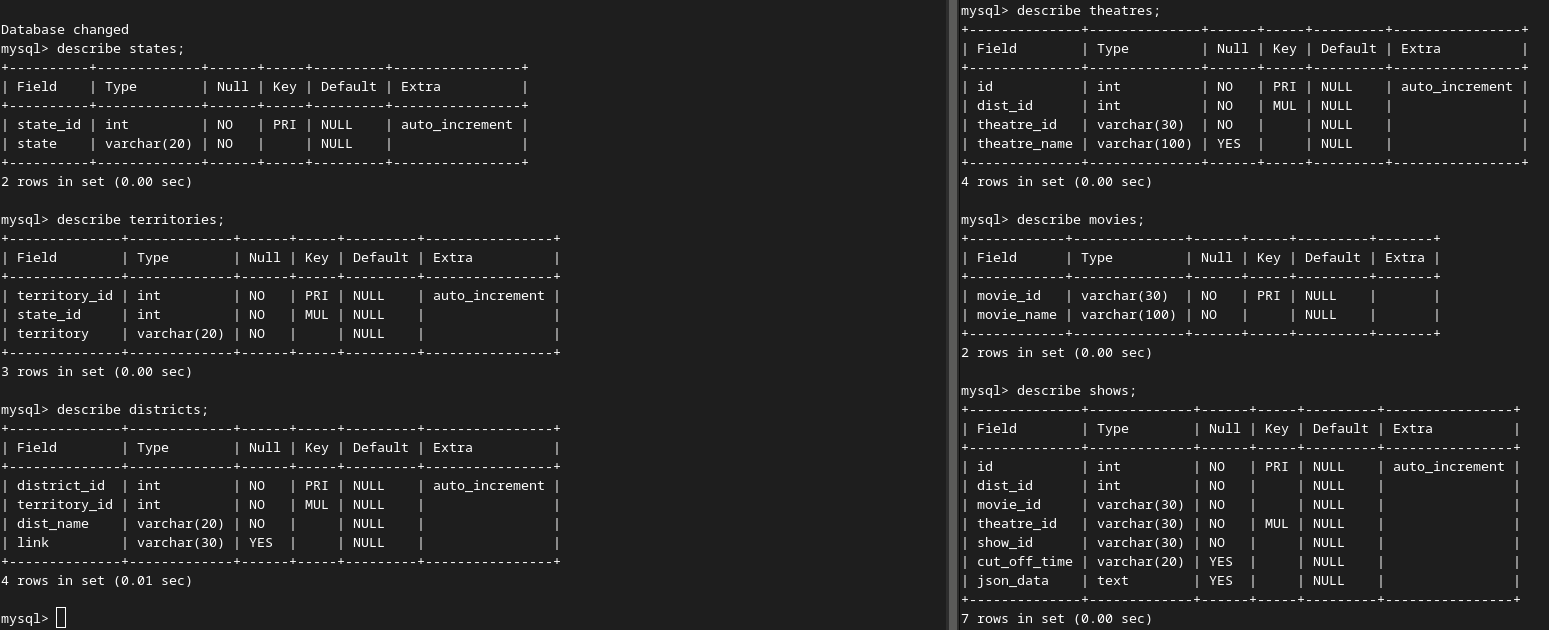 Database changed
mysql> describe states;
+----------+-------------+------+-----+---------+----------------+
| Field    | Type        | Null | Key | Default | Extra          |
+----------+-------------+------+-----+---------+----------------+
| state_id | int         | NO   | PRI | NULL    | auto_increment |
| state    | varchar(20) | NO   |     | NULL    |                |
+----------+-------------+------+-----+---------+----------------+
2 rows in set (0.00 sec)
mysql> describe territories;
+--------------+-------------+------+-----+---------+----------------+
| Field        | Type        | Null | Key | Default | Extra          |
+--------------+-------------+------+-----+---------+----------------+
| territory_id | int         | NO   | PRI | NULL    | auto_increment |
| state_id     | int         | NO   | MUL | NULL    |                |
| territory    | varchar(20) | NO   |     | NULL    |                |
+--------------+-------------+------+-----+---------+----------------+
3 rows in set (0.00 sec)
mysql> describe districts;
+--------------+-------------+------+-----+---------+----------------+
| Field        | Type        | Null | Key | Default | Extra          |
+--------------+-------------+------+-----+---------+----------------+
| district_id  | int         | NO   | PRI | NULL    | auto_increment |
| territory_id | int         | NO   | MUL | NULL    |                |
| dist_name    | varchar(20) | NO   |     | NULL    |                |
| link         | varchar(30) | YES  |     | NULL    |                |
+--------------+-------------+------+-----+---------+----------------+
4 rows in set (0.01 sec)
mysql>
mysql> describe theatres;
+--------------+--------------+------+-----+---------+----------------+
| Field        | Type         | Null | Key | Default | Extra          |
+--------------+--------------+------+-----+---------+----------------+
| id           | int          | NO   | PRI | NULL    | auto_increment |
| dist_id      | int          | NO   | MUL | NULL    |                |
| theatre_id   | varchar(30)  | NO   |     | NULL    |                |
| theatre_name | varchar(100) | YES  |     | NULL    |                |
+--------------+--------------+------+-----+---------+----------------+
4 rows in set (0.00 sec)
mysql> describe movies;
+------------+--------------+------+-----+---------+-------+
| Field      | Type         | Null | Key | Default | Extra |
+------------+--------------+------+-----+---------+-------+
| movie_id   | varchar(30)  | NO   | PRI | NULL    |       |
| movie_name | varchar(100) | NO   |     | NULL    |       |
+------------+--------------+------+-----+---------+-------+
2 rows in set (0.00 sec)
mysql> describe shows;
+--------------+-------------+------+-----+---------+----------------+
| Field        | Type        | Null | Key | Default | Extra          |
+--------------+-------------+------+-----+---------+----------------+
| id           | int         | NO   | PRI | NULL    | auto_increment |
| dist_id      | int         | NO   |     | NULL    |                |
| movie_id     | varchar(30) | NO   |     | NULL    |                |
| theatre_id   | varchar(30) | NO   | MUL | NULL    |                |
| show_id      | varchar(30) | NO   |     | NULL    |                |
| cut_off_time | varchar(20) | YES  |     | NULL    |                |
| json_data    | text        | YES  |     | NULL    |                |
+--------------+-------------+------+-----+---------+----------------+
7 rows in set (0.00 sec)